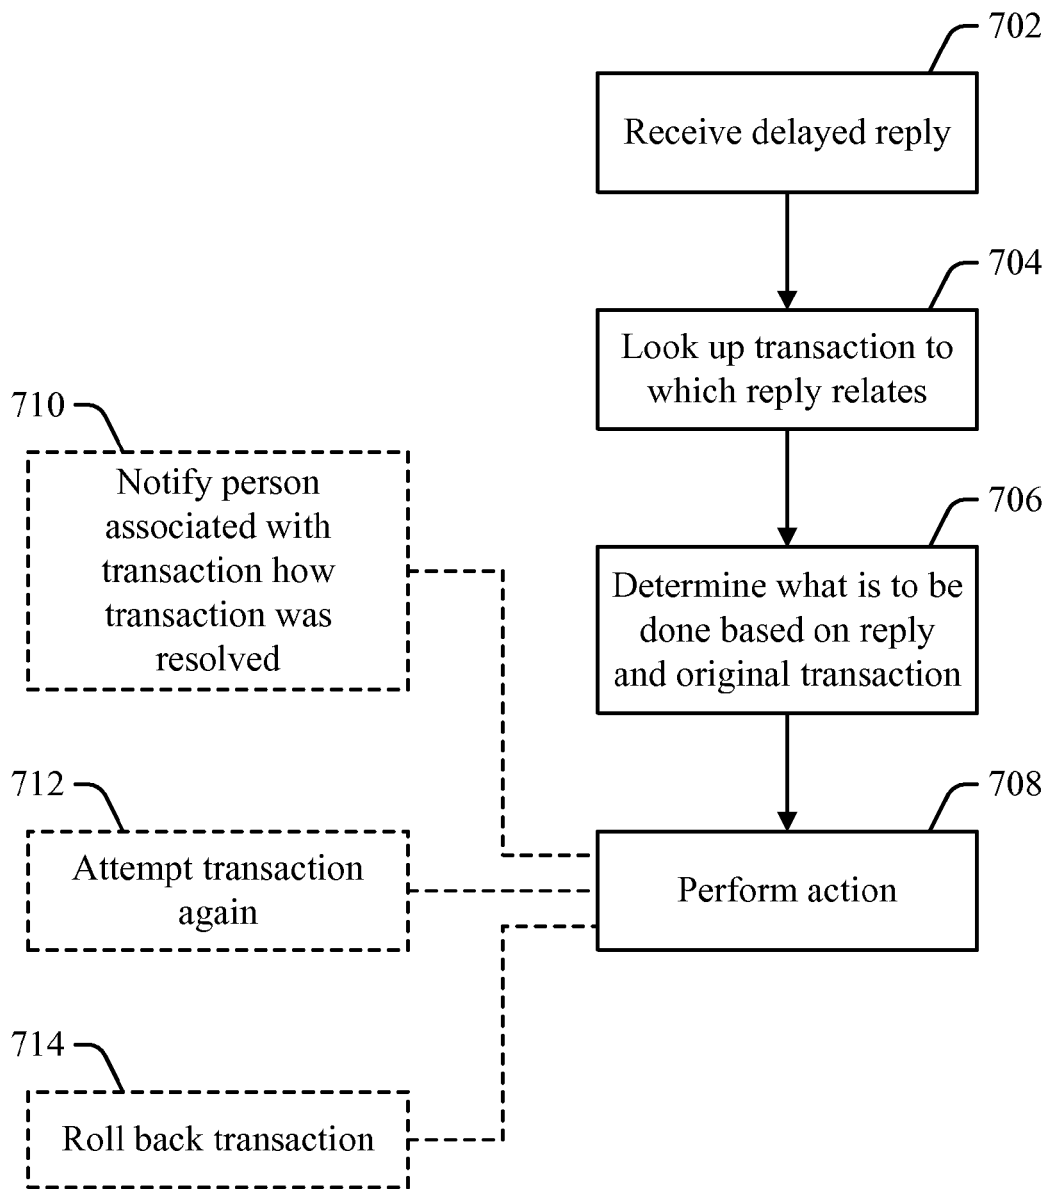 702
Receive delayed reply
704
Look up transaction to
which reply relates
710
Notify person
associated with
transaction how
transaction was
resolved
706
Determine what is to be
done based on reply
and original transaction
712
Attempt transaction
again
708
Perform action
714
Roll back transaction